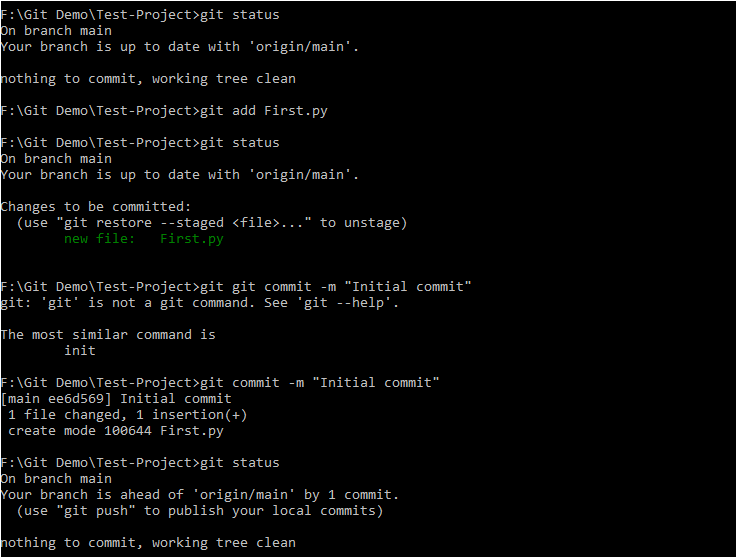 F:\Git Demo\Test-Project>git status
On branch main
Your branch is up to date with 'origin/main'.
nothing to commit, working tree clean
F:\Git Demo\Test-Project>git add First.py
F:\Git Demo\Test-Project>git status
On branch main
Your branch is up to date with 'origin/main'.
Changes to be committed:
  (use "git restore --staged <file>..." to unstage)
        new file:   First.py
F:\Git Demo\Test-Project>git git commit -m "Initial commit"
git: 'git' is not a git command. See 'git --help'.
The most similar command is
        init
F:\Git Demo\Test-Project>git commit -m "Initial commit"
[main ee6d569] Initial commit
 1 file changed, 1 insertion(+)
 create mode 100644 First.py
F:\Git Demo\Test-Project>git status
On branch main
Your branch is ahead of 'origin/main' by 1 commit.
  (use "git push" to publish your local commits)
nothing to commit, working tree clean